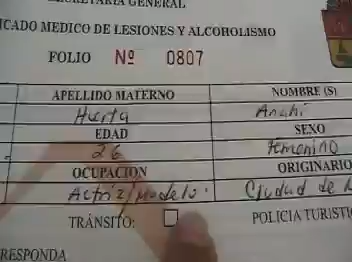 SECRETARIA GENERAL
ICADO MEDICO DE LESIONES Y ALCOHOLISMO
FOLIO Nº 0807
APELLIDO MATERNO NOMBRE (S)
Huerta Anahi
EDAD SEXO
26 Femenino
OCUPACION ORIGINARIO
Actriz/modelo. Ciudad de
TRÁNSITO: POLICIA TURISTI
RESPONDA